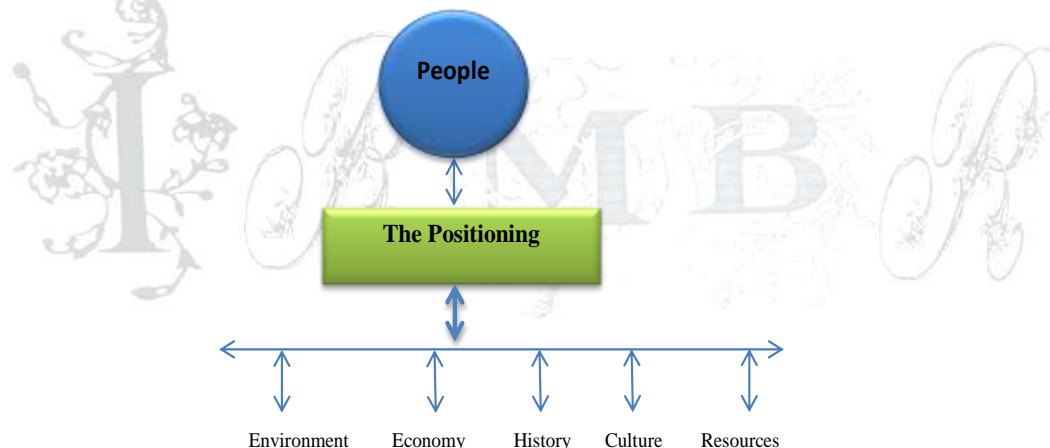 People
I B M B R
The Positioning
Environment Economy History Culture Resources